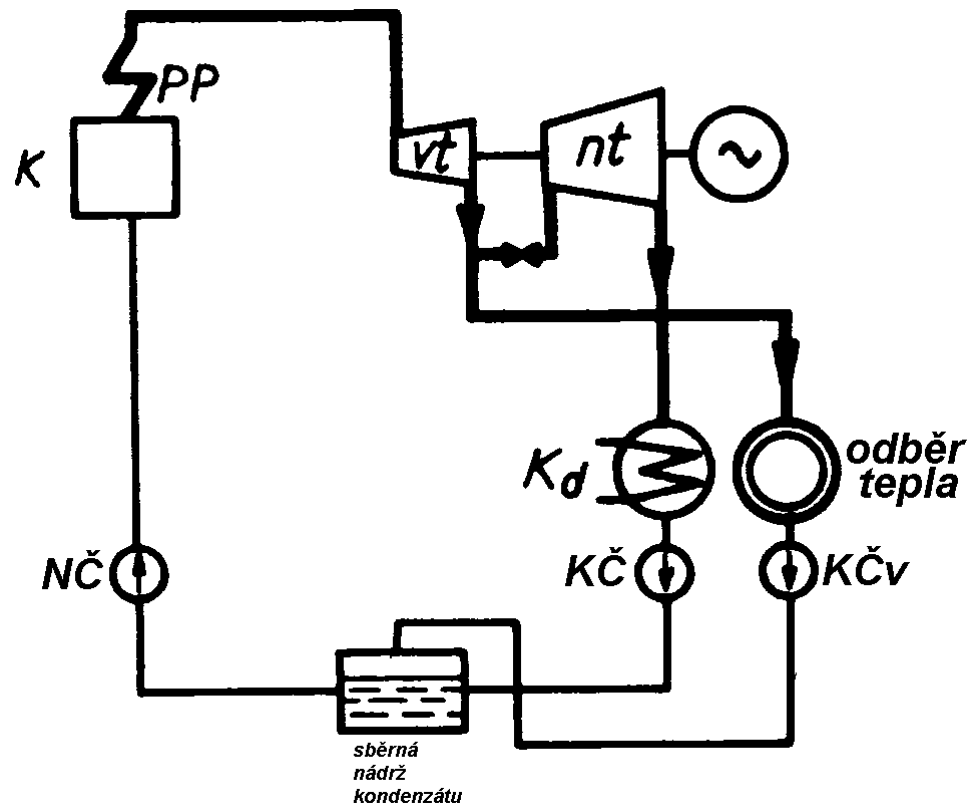 PP
K
vt
nt
~
odběr
tepla
Kd
NČ
KČ
KČv
sběrná
nádrž
kondenzátu